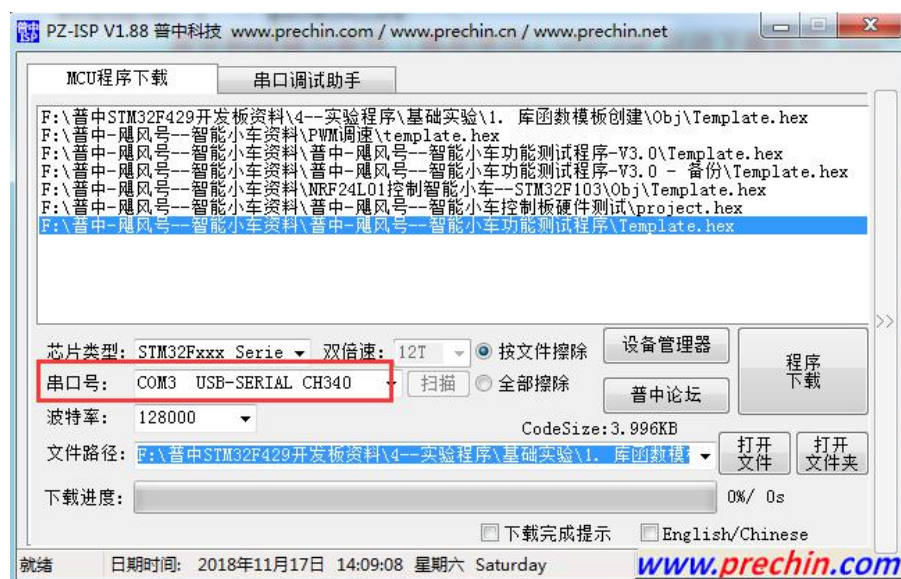 普中ISP PZ-ISP V1.88 普中科技 www.prechin.com / www.prechin.cn / www.prechin.net
MCU程序下载 串口调试助手
F:\普中STM32F429开发板资料\4--实验程序\基础实验\1. 库函数模板创建\Obj\Template.hex
F:\普中-飓风号--智能小车资料\PWM调速\template.hex
F:\普中-飓风号--智能小车资料\普中-飓风号--智能小车功能测试程序-V3.0\Template.hex
F:\普中-飓风号--智能小车资料\普中-飓风号--智能小车功能测试程序-V3.0 - 备份\Template.hex
F:\普中-飓风号--智能小车资料\NRF24L01控制智能小车--STM32F103\Obj\Template.hex
F:\普中-飓风号--智能小车资料\普中-飓风号--智能小车控制板硬件测试\project.hex
F:\普中-飓风号--智能小车资料\普中-飓风号--智能小车功能测试程序\Template.hex
>>
芯片类型: STM32Fxxx Serie 双倍速: 12T 按文件擦除 设备管理器
程序
下载
串口号: COM3 USB-SERIAL CH340 扫描 全部擦除 普中论坛
波特率: 128000 CodeSize:3.996KB
文件路径: F:\普中STM32F429开发板资料\4--实验程序\基础实验\1. 库函数模
打开
文件
打开
文件夹
下载进度: 0%/ 0s
下载完成提示 English/Chinese
就绪 日期时间: 2018年11月17日 14:09:08 星期六 Saturday www.prechin.com